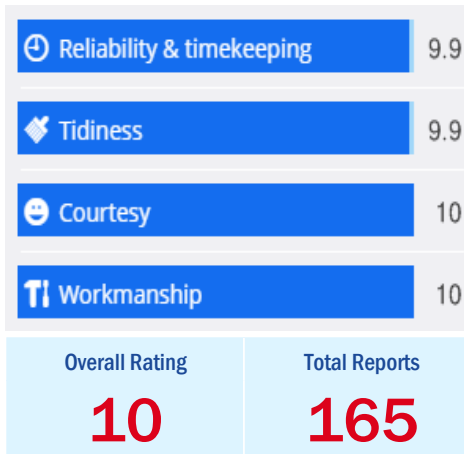 Reliability & timekeeping 9.9
Tidiness 9.9
Courtesy 10
Workmanship 10
Overall Rating Total Reports
10 165